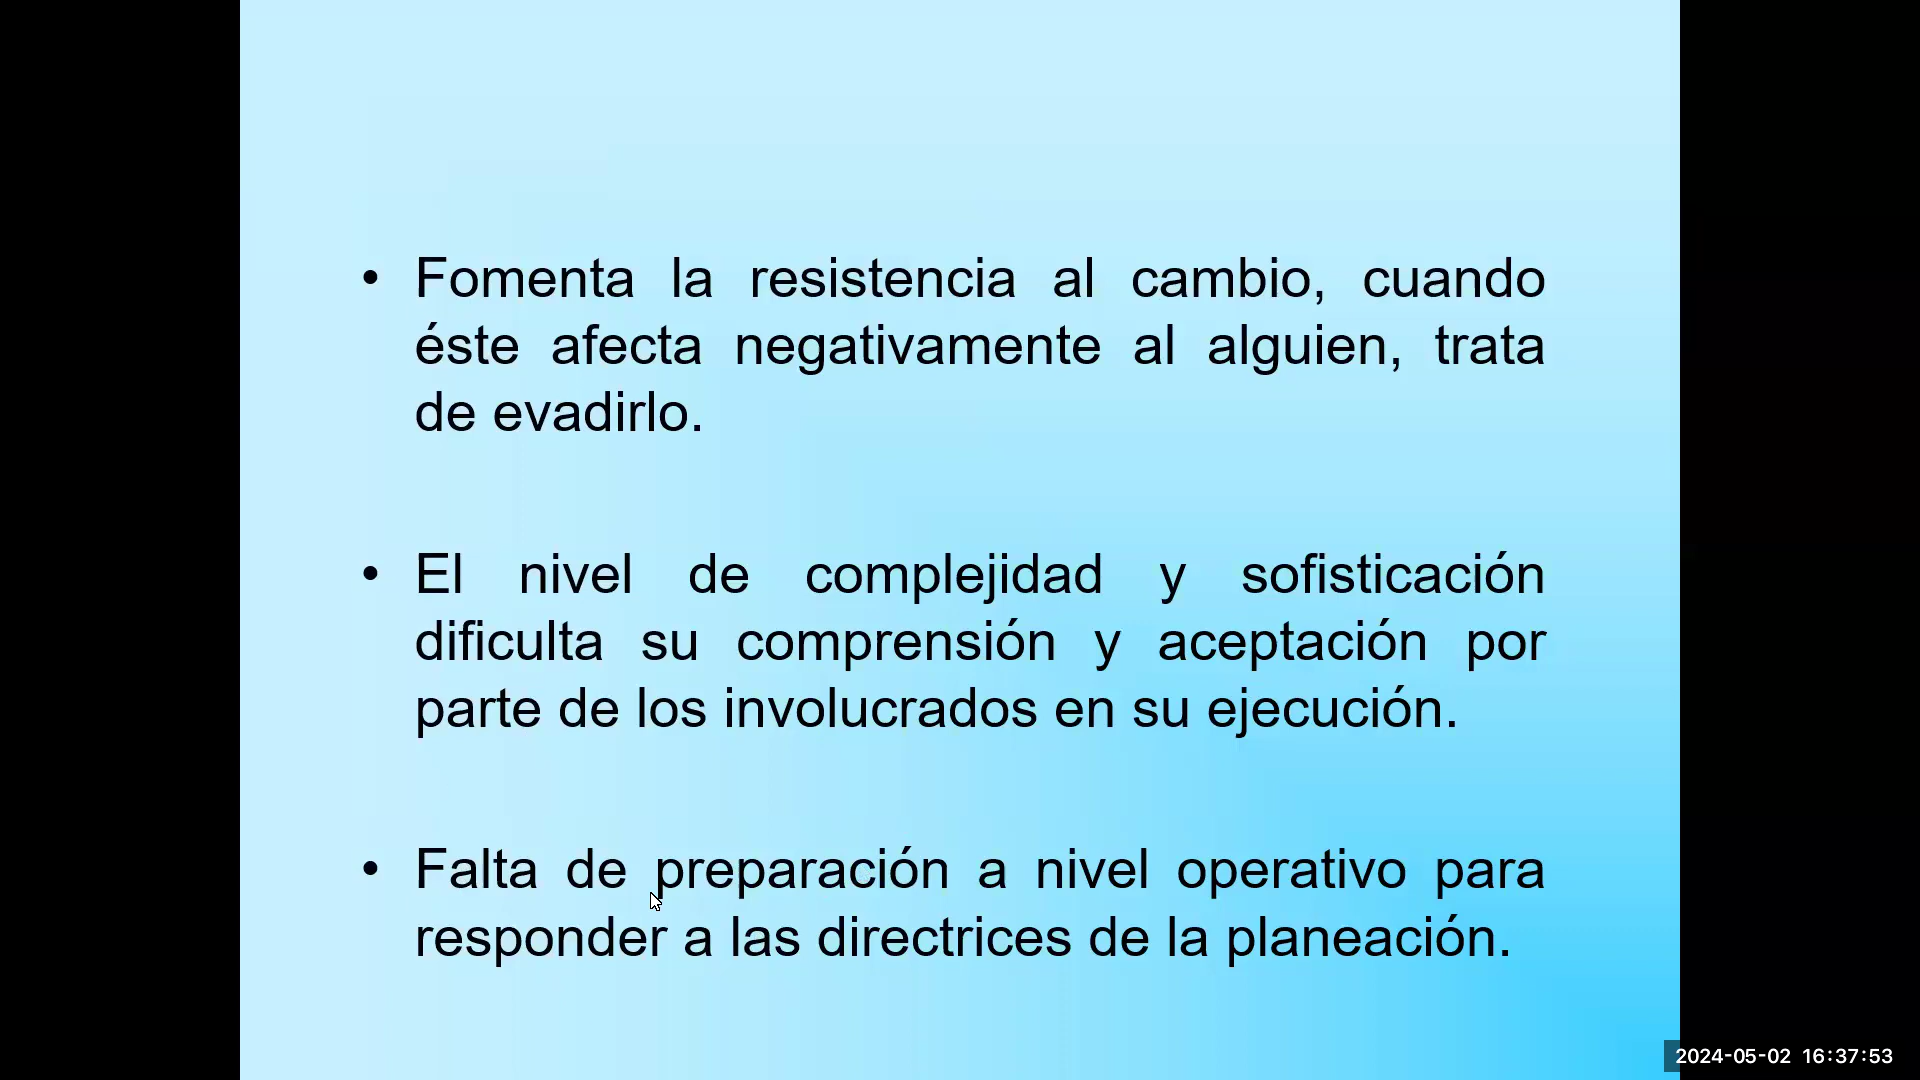 • Fomenta la resistencia al cambio, cuando
éste afecta negativamente al alguien, trata
de evadirlo.
• El nivel de complejidad y sofisticación
dificulta su comprensión y aceptación por
parte de los involucrados en su ejecución.
• Falta de preparación a nivel operativo para
responder a las directrices de la planeación.
2024-05-02 16:37:53